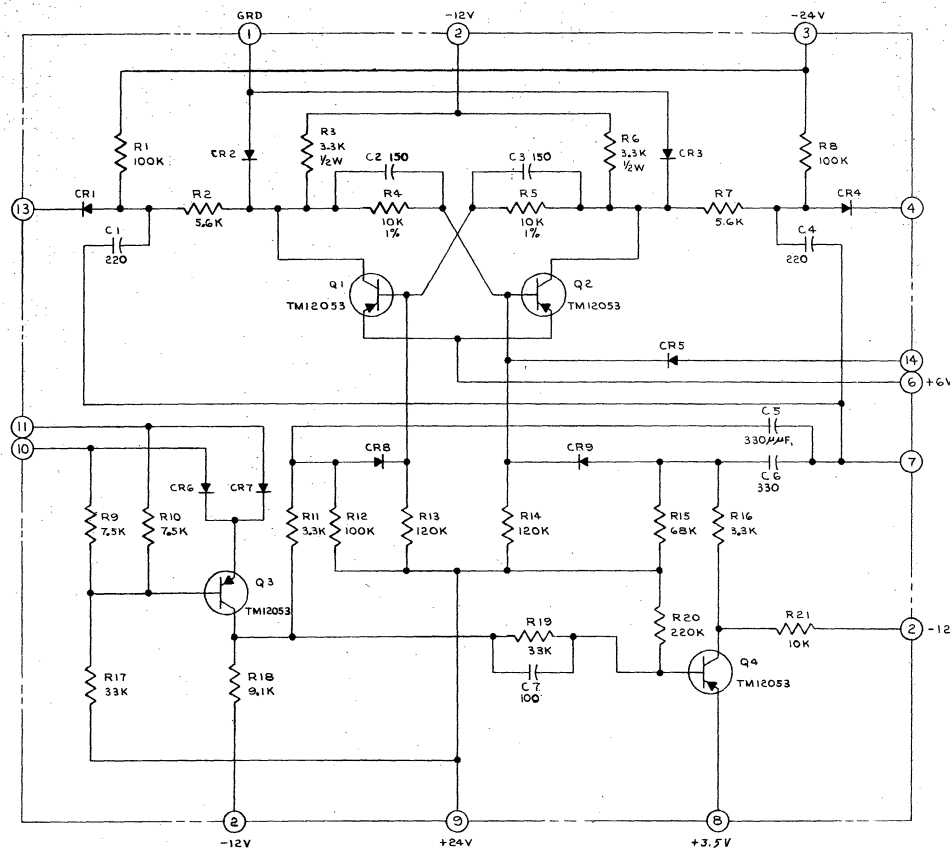 GRD
-12V
-24V
1
2
3
R1
100K
CR2
R3
3.3K
½W
C2 150
C3 150
R6
3.3K
½W
CR3
R8
100K
13
CR1
R2
5.6K
R4
10K
1%
R5
10K
1%
R7
5.6K
CR4
4
C1
220
C4
220
Q1
TM12053
Q2
TM12053
CR5
14
6
+6V
11
10
C5
330μμF,
CR8
CR9
C6
330
7
CR6
CR7
R9
7.5K
R10
7.5K
R11
3.3K
R12
100K
R13
120K
R14
120K
R15
68K
R16
3.3K
Q3
TM12053
R19
33K
C7
100
R20
220K
R21
10K
2
-12
R17
33K
R18
9.1K
Q4
TM12053
2
9
8
-12V
+24V
+3.5V